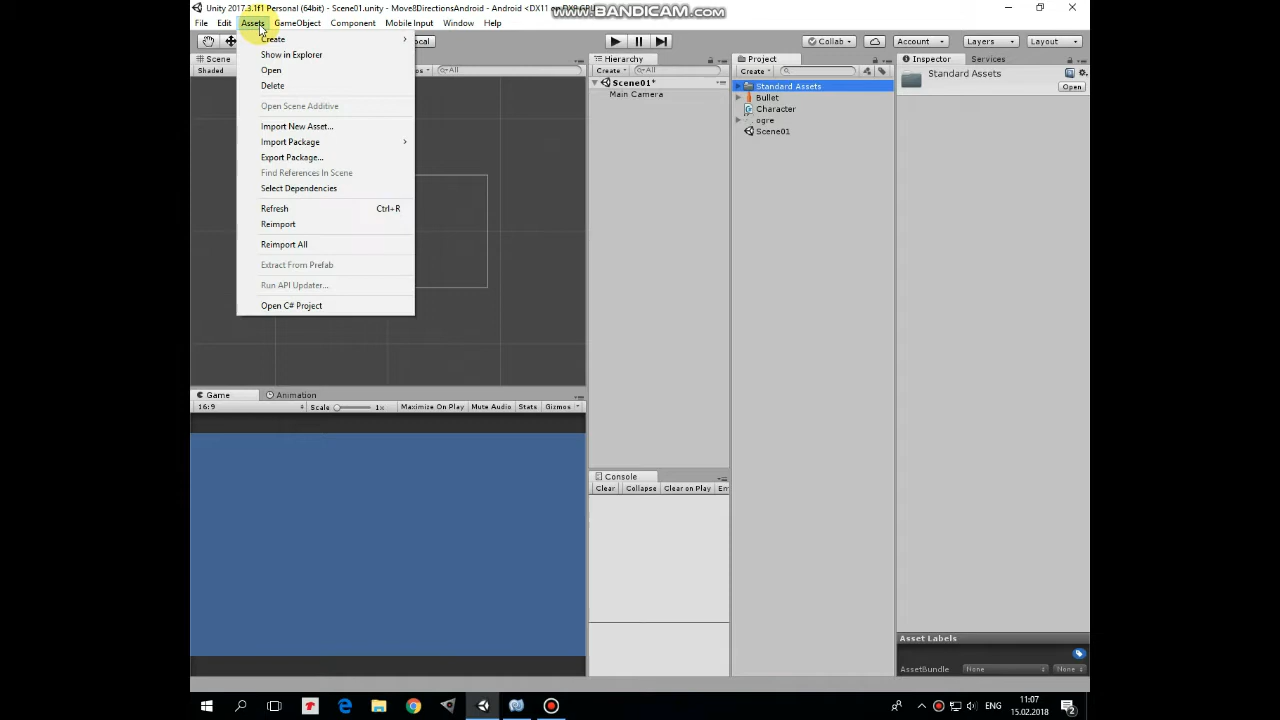 Unity 2017.3.1f1 Personal (64bit) - Scene01.unity - Move8DirectionsAndroid - Android <DX11 on DX9 GPU>
www.BANDICAM.com
File Edit Assets GameObject Component Mobile Input Window Help
Collab Account Layers Layout
Scene
Shaded
All
Create
Show in Explorer
Open
Delete
Open Scene Additive
Import New Asset...
Import Package
Export Package...
Find References In Scene
Select Dependencies
Refresh Ctrl+R
Reimport
Reimport All
Extract From Prefab
Run API Updater...
Open C# Project
Hierarchy
Create All
Scene01*
Main Camera
Project
Create
Standard Assets
Bullet
Character
ogre
Scene01
Inspector Services
Standard Assets
Open
Game Animation
16:9 Scale 1x Maximize On Play Mute Audio Stats Gizmos
Console
Clear Collapse Clear on Play
Asset Labels
AssetBundle None None
ENG
11:07
15.02.2018
2